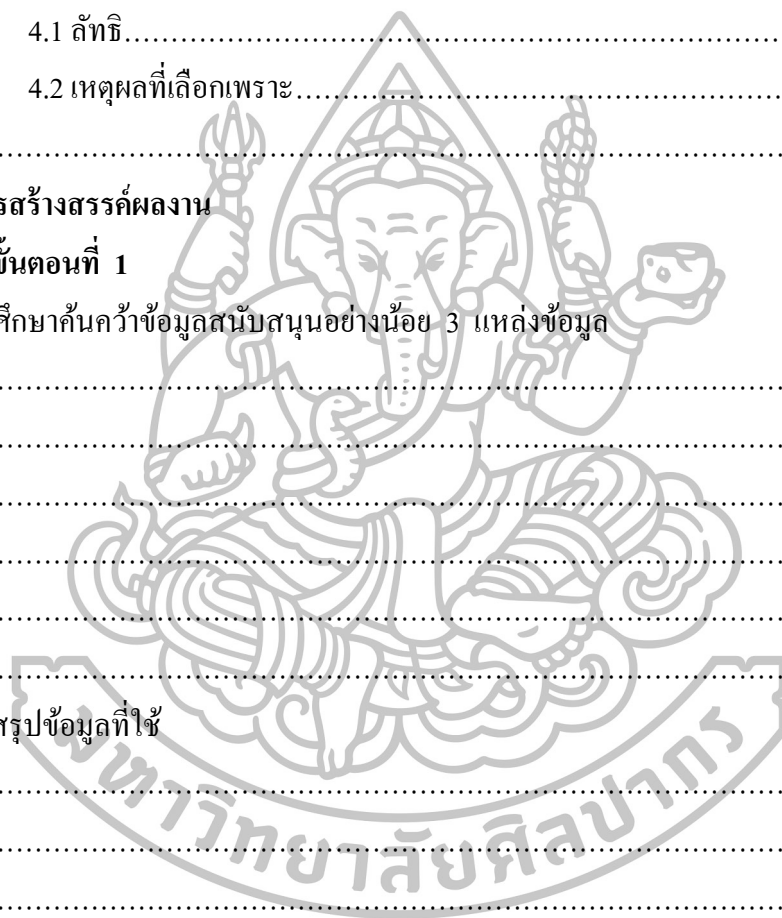 4.1 ลัทธิ......................................................................
4.2 เหตุผลที่เลือกเพราะ....................................................
....................................................................................
สร้างสรรค์ผลงาน
ขั้นตอนที่ 1
ศึกษาค้นคว้าข้อมูลสนับสนุนอย่างน้อย 3 แหล่งข้อมูล
....................................................................................
....................................................................................
....................................................................................
....................................................................................
....................................................................................
....................................................................................
สรุปข้อมูลที่ใช้
....................................................................................
....................................................................................
....................................................................................
มหาวิทยาลัยศิลปากร